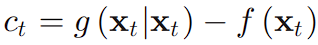 c_t = g (𝐱_t|𝐱_t) − f (𝐱_t)